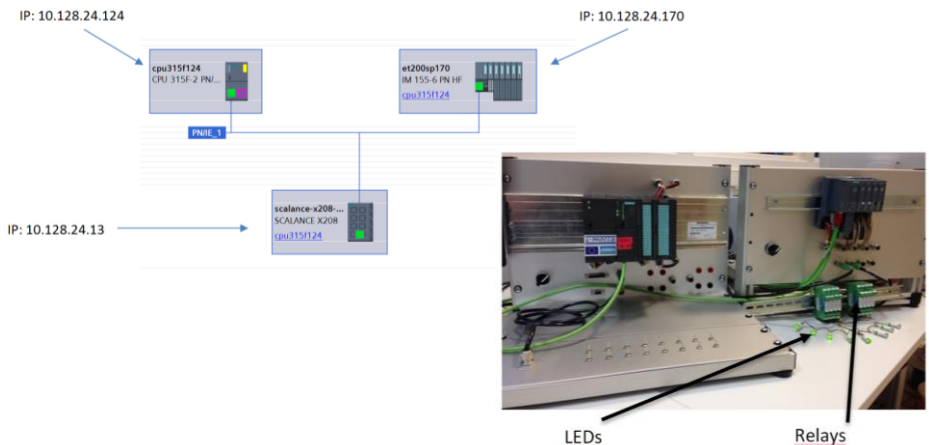 IP: 10.128.24.124
IP: 10.128.24.170
cpu315f124
CPU 315F-2 PN/...
et200sp170
IM 155-6 PN HF
cpu315f124
PN/IE_1
scalance-x208-...
SCALANCE X208
cpu315f124
IP: 10.128.24.13
LEDs
Relays